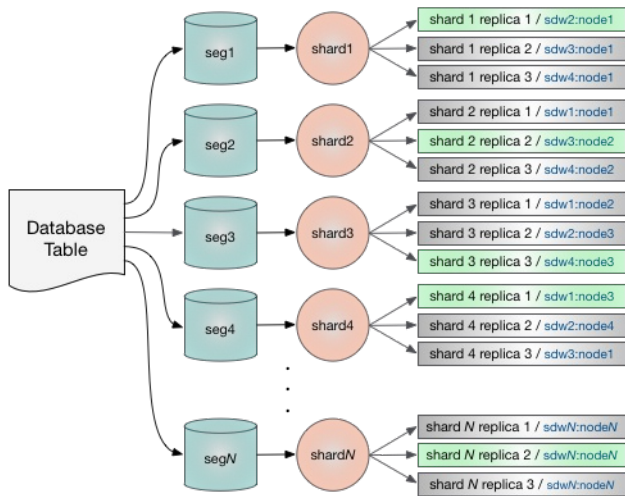 Database
Table
seg1
shard1
shard 1 replica 1 / sdw2:node1
shard 1 replica 2 / sdw3:node1
shard 1 replica 3 / sdw4:node1
seg2
shard2
shard 2 replica 1 / sdw1:node1
shard 2 replica 2 / sdw3:node2
shard 2 replica 3 / sdw4:node2
seg3
shard3
shard 3 replica 1 / sdw1:node2
shard 3 replica 2 / sdw2:node3
shard 3 replica 3 / sdw4:node3
seg4
shard4
shard 4 replica 1 / sdw1:node3
shard 4 replica 2 / sdw2:node4
shard 4 replica 3 / sdw3:node1
segN
shardN
shard N replica 1 / sdwN:nodeN
shard N replica 2 / sdwN:nodeN
shard N replica 3 / sdwN:nodeN